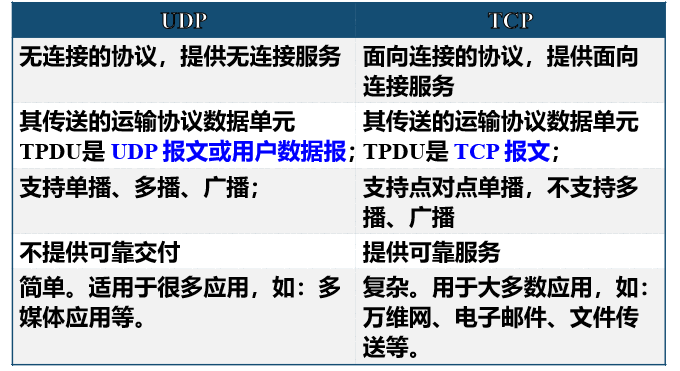 UDP TCP
无连接的协议，提供无连接服务
面向连接的协议，提供面向
连接服务
其传送的运输协议数据单元
TPDU是 UDP 报文或用户数据报；
其传送的运输协议数据单元
TPDU是 TCP 报文；
支持单播、多播、广播；
支持点对点单播，不支持多
播、广播
不提供可靠交付
提供可靠服务
简单。适用于很多应用，如：多
媒体应用等。
复杂。用于大多数应用，如：
万维网、电子邮件、文件传
送等。